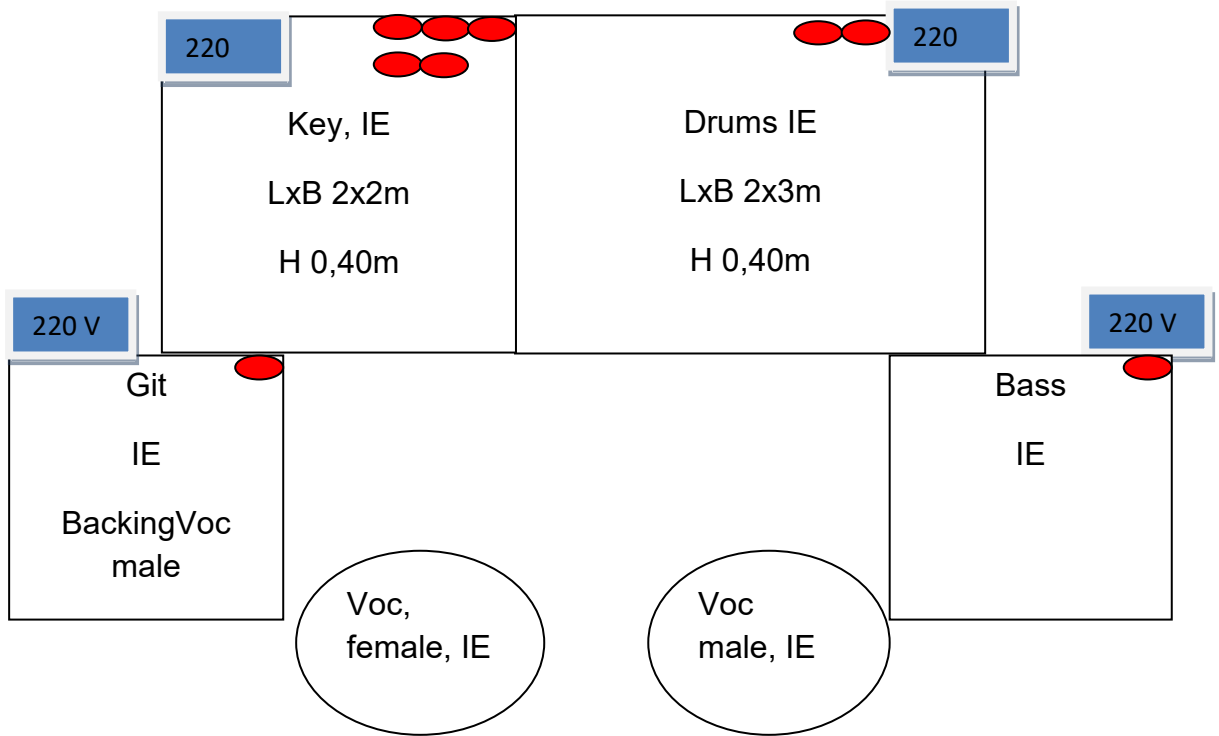 220
220
Key, IE
LxB 2x2m
H 0,40m
Drums IE
LxB 2x3m
H 0,40m
220 V
220 V
Git
IE
BackingVoc
male
Bass
IE
Voc,
female, IE
Voc
male, IE